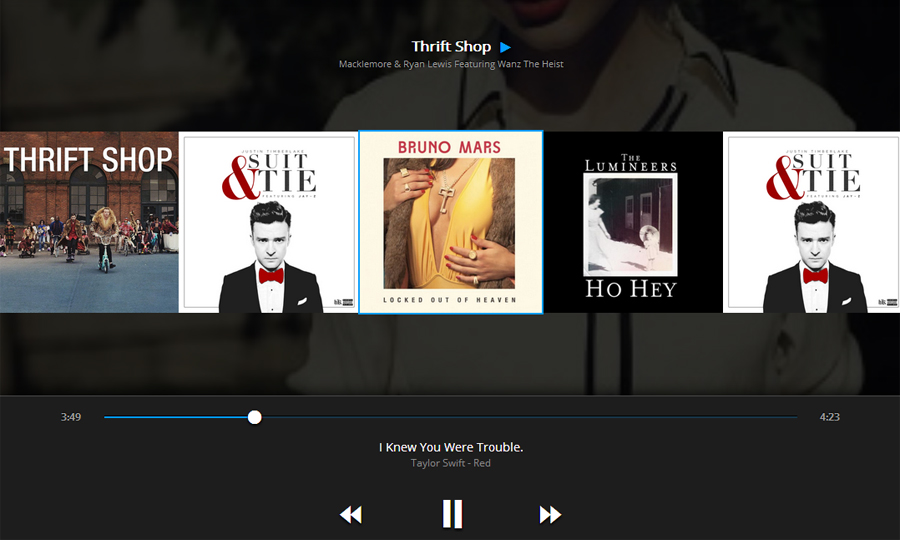 Thrift Shop
Macklemore & Ryan Lewis Featuring Wanz The Heist
THRIFT SHOP
JUSTIN TIMBERLAKE
SUIT
& TIE
FEATURING JAY-Z
BRUNO MARS
LOCKED OUT OF HEAVEN
THE
LUMINEERS
HO HEY
JUSTIN TIMBERLAKE
SUIT
& TIE
FEATURING JAY-Z
3:49
4:23
I Knew You Were Trouble.
Taylor Swift - Red